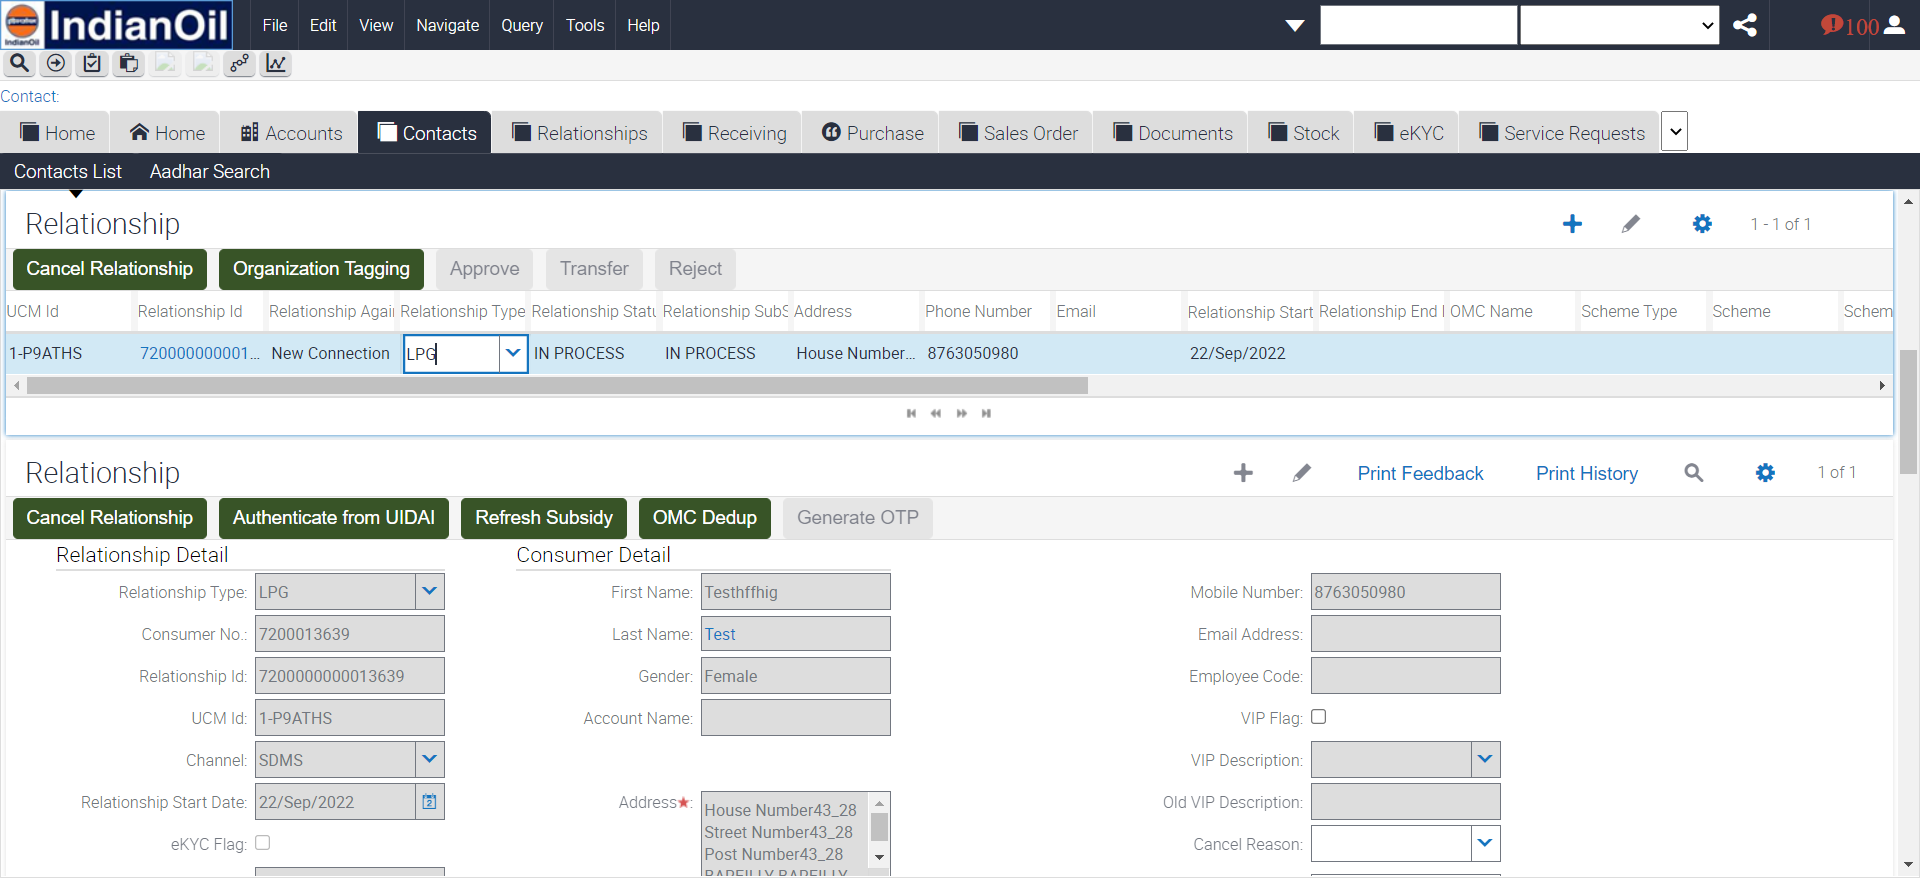 IndianOil
File Edit View Navigate Query Tools Help
100
Contact:
Home Home Accounts Contacts Relationships Receiving Purchase Sales Order Documents Stock eKYC Service Requests
Contacts List Aadhar Search
Relationship
1 - 1 of 1
Cancel Relationship Organization Tagging Approve Transfer Reject
UCM Id Relationship Id Relationship Agai Relationship Type Relationship Statu Relationship SubS Address Phone Number Email Relationship Start Relationship End OMC Name Scheme Type Scheme Schem
1-P9ATHS 720000000001... New Connection LPG IN PROCESS IN PROCESS House Number... 8763050980 22/Sep/2022
Relationship
Print Feedback Print History 1 of 1
Cancel Relationship Authenticate from UIDAI Refresh Subsidy OMC Dedup Generate OTP
Relationship Detail Consumer Detail
Relationship Type: LPG First Name: Testhffhig Mobile Number: 8763050980
Consumer No.: 7200013639 Last Name: Test Email Address:
Relationship Id: 7200000000013639 Gender: Female Employee Code:
UCM Id: 1-P9ATHS Account Name: VIP Flag:
Channel: SDMS VIP Description:
Relationship Start Date: 22/Sep/2022 Address★: House Number43_28 Old VIP Description:
Street Number43_28
eKYC Flag: Post Number43_28 Cancel Reason:
BAREILLY BAREILLY